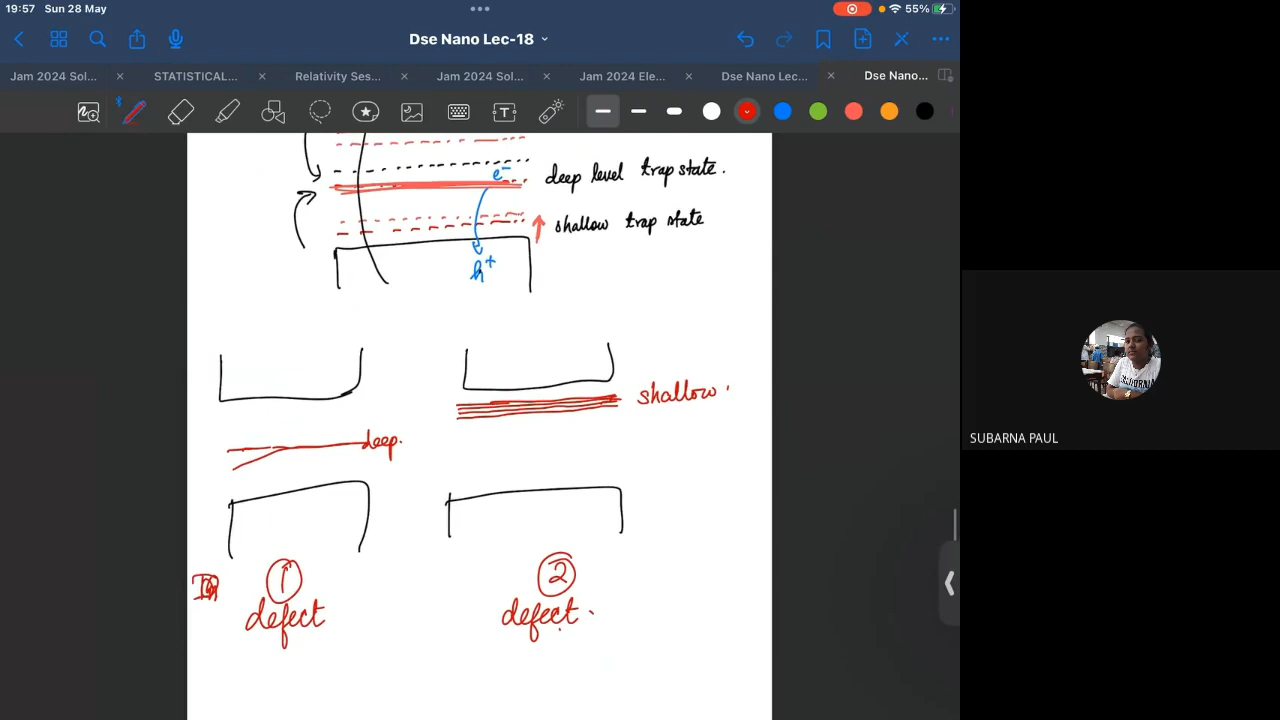 19:57 Sun 28 May
55%
Dse Nano Lec-18
Jam 2024 Sol...
STATISTICAL...
Relativity Ses...
Jam 2024 Sol...
Jam 2024 Ele...
Dse Nano Lec...
Dse Nano...
e⁻
deep level trap state.
shallow trap state
h⁺
shallow
deep.
1
2
defect
defect.
SUBARNA PAUL